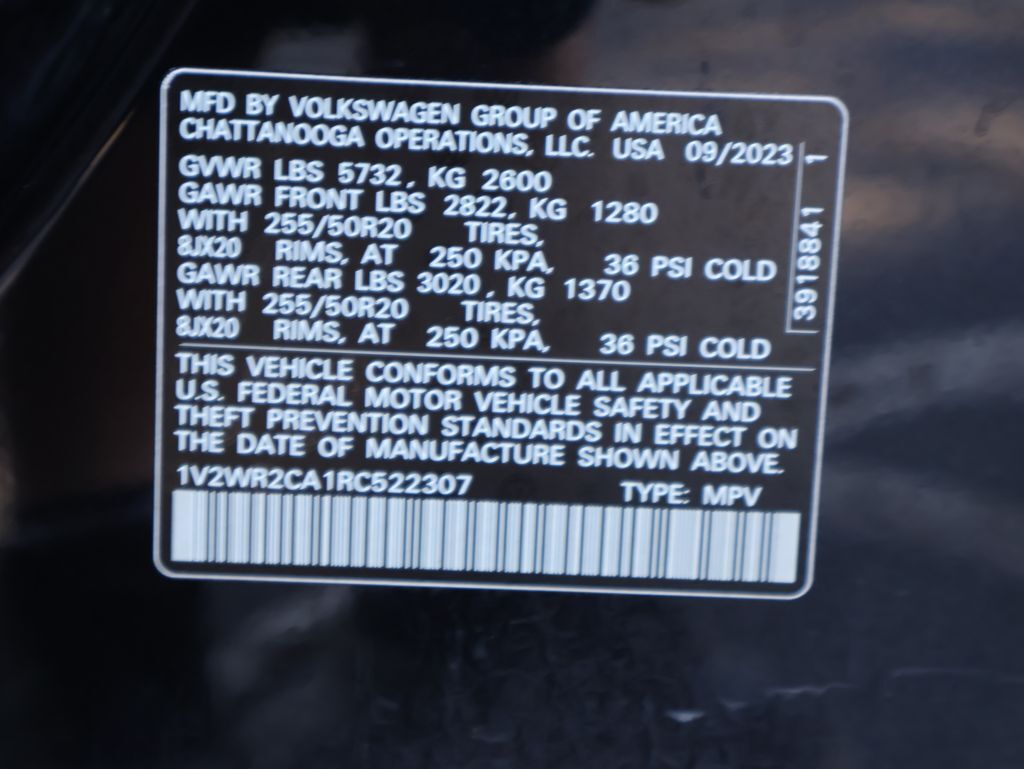 MFD BY VOLKSWAGEN GROUP OF AMERICA
CHATTANOOGA OPERATIONS, LLC. USA 09/2023
GVWR LBS 5732, KG 2600
GAWR FRONT LBS 2822, KG 1280
WITH 255/50R20 TIRES,
8JX20 RIMS, AT 250 KPA, 36 PSI COLD
GAWR REAR LBS 3020, KG 1370
WITH 255/50R20 TIRES,
8JX20 RIMS, AT 250 KPA, 36 PSI COLD
3918841 1
THIS VEHICLE CONFORMS TO ALL APPLICABLE
U.S. FEDERAL MOTOR VEHICLE SAFETY AND
THEFT PREVENTION STANDARDS IN EFFECT ON
THE DATE OF MANUFACTURE SHOWN ABOVE.
1V2WR2CA1RC522307 TYPE: MPV